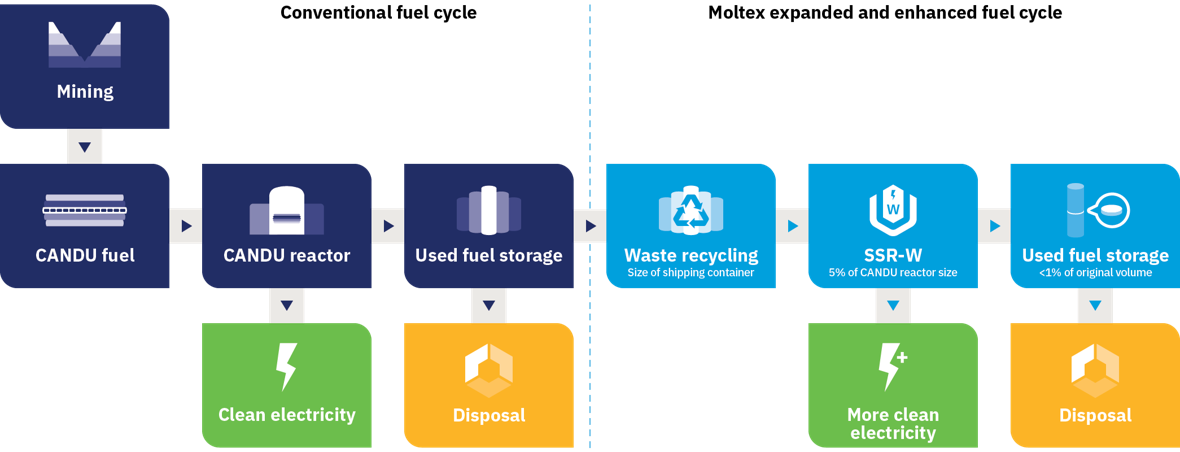 Conventional fuel cycle
Moltex expanded and enhanced fuel cycle
Mining
CANDU fuel
CANDU reactor
Used fuel storage
Waste recycling
Size of shipping container
SSR-W
5% of CANDU reactor size
Used fuel storage
<1% of original volume
W
Clean electricity
Disposal
More clean
electricity
Disposal